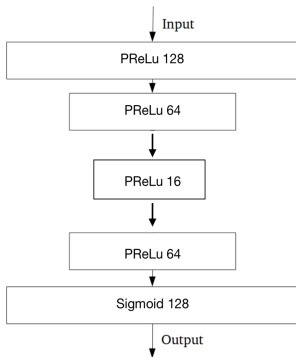 Input
PReLu 128
PReLu 64
PReLu 16
PReLu 64
Sigmoid 128
Output